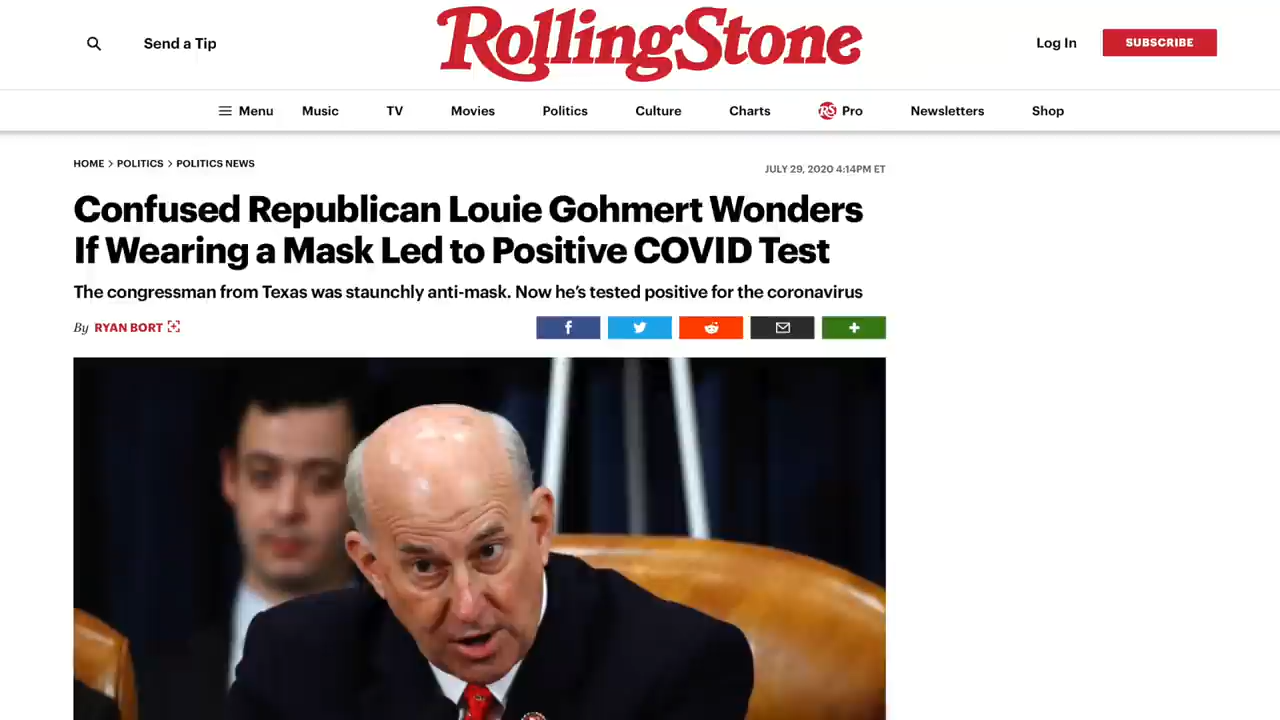 Send a Tip
RollingStone
Log In
SUBSCRIBE
Menu
Music
TV
Movies
Politics
Culture
Charts
RS Pro
Newsletters
Shop
HOME > POLITICS > POLITICS NEWS
JULY 29, 2020 4:14PM ET
Confused Republican Louie Gohmert Wonders
If Wearing a Mask Led to Positive COVID Test
The congressman from Texas was staunchly anti-mask. Now he's tested positive for the coronavirus
By RYAN BORT